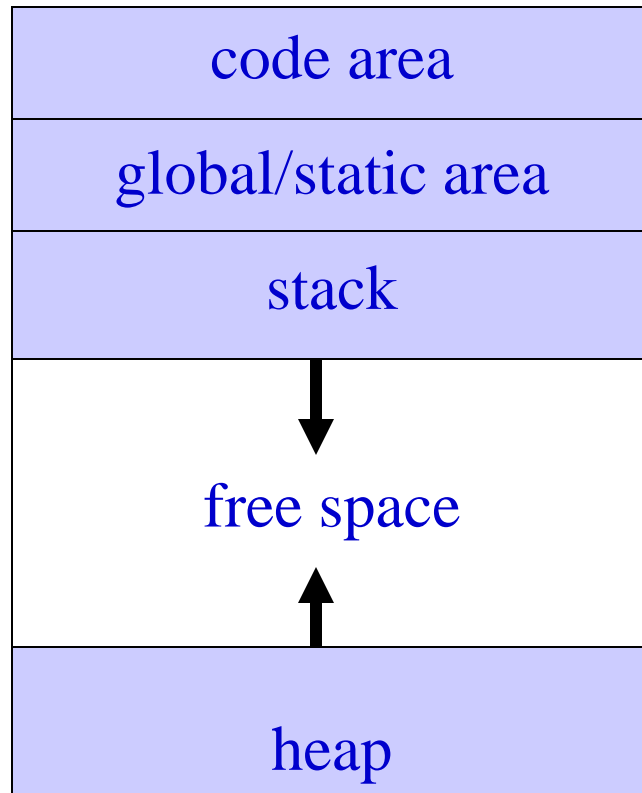 code area
global/static area
stack
free space
heap